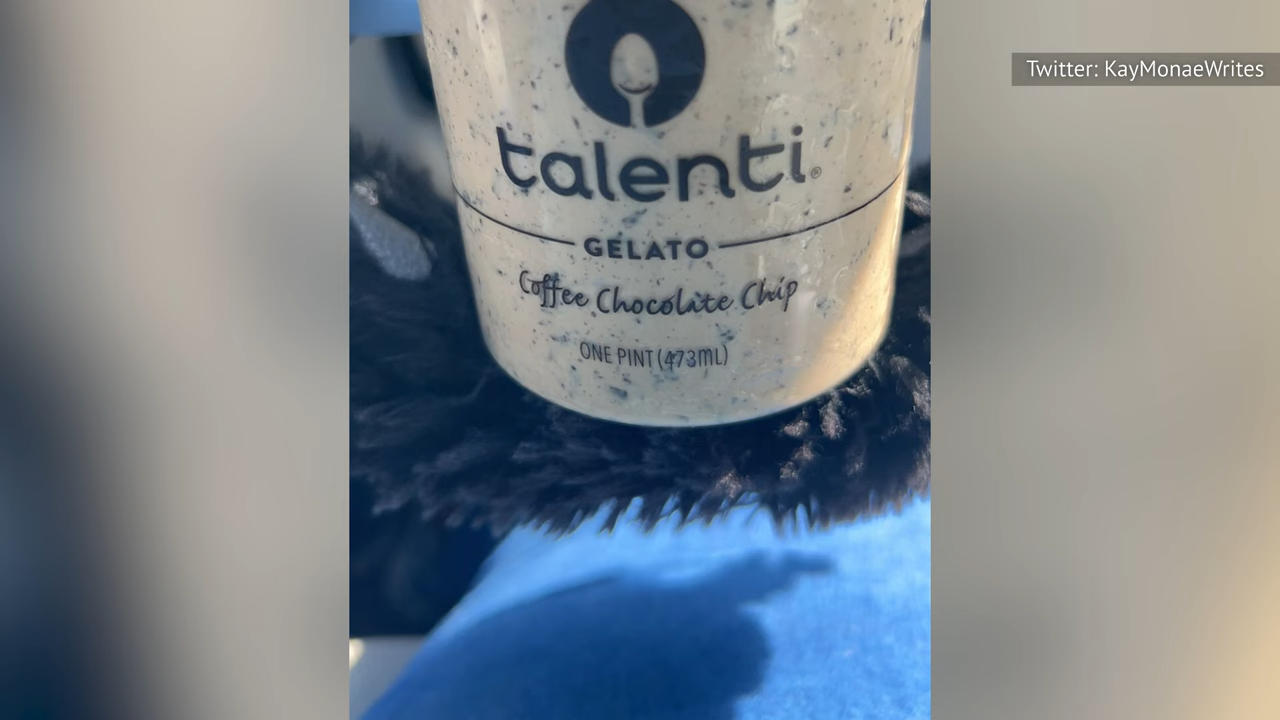 Twitter: KayMonaeWrites
talenti®
GELATO
Coffee Chocolate Chip
ONE PINT (473mL)